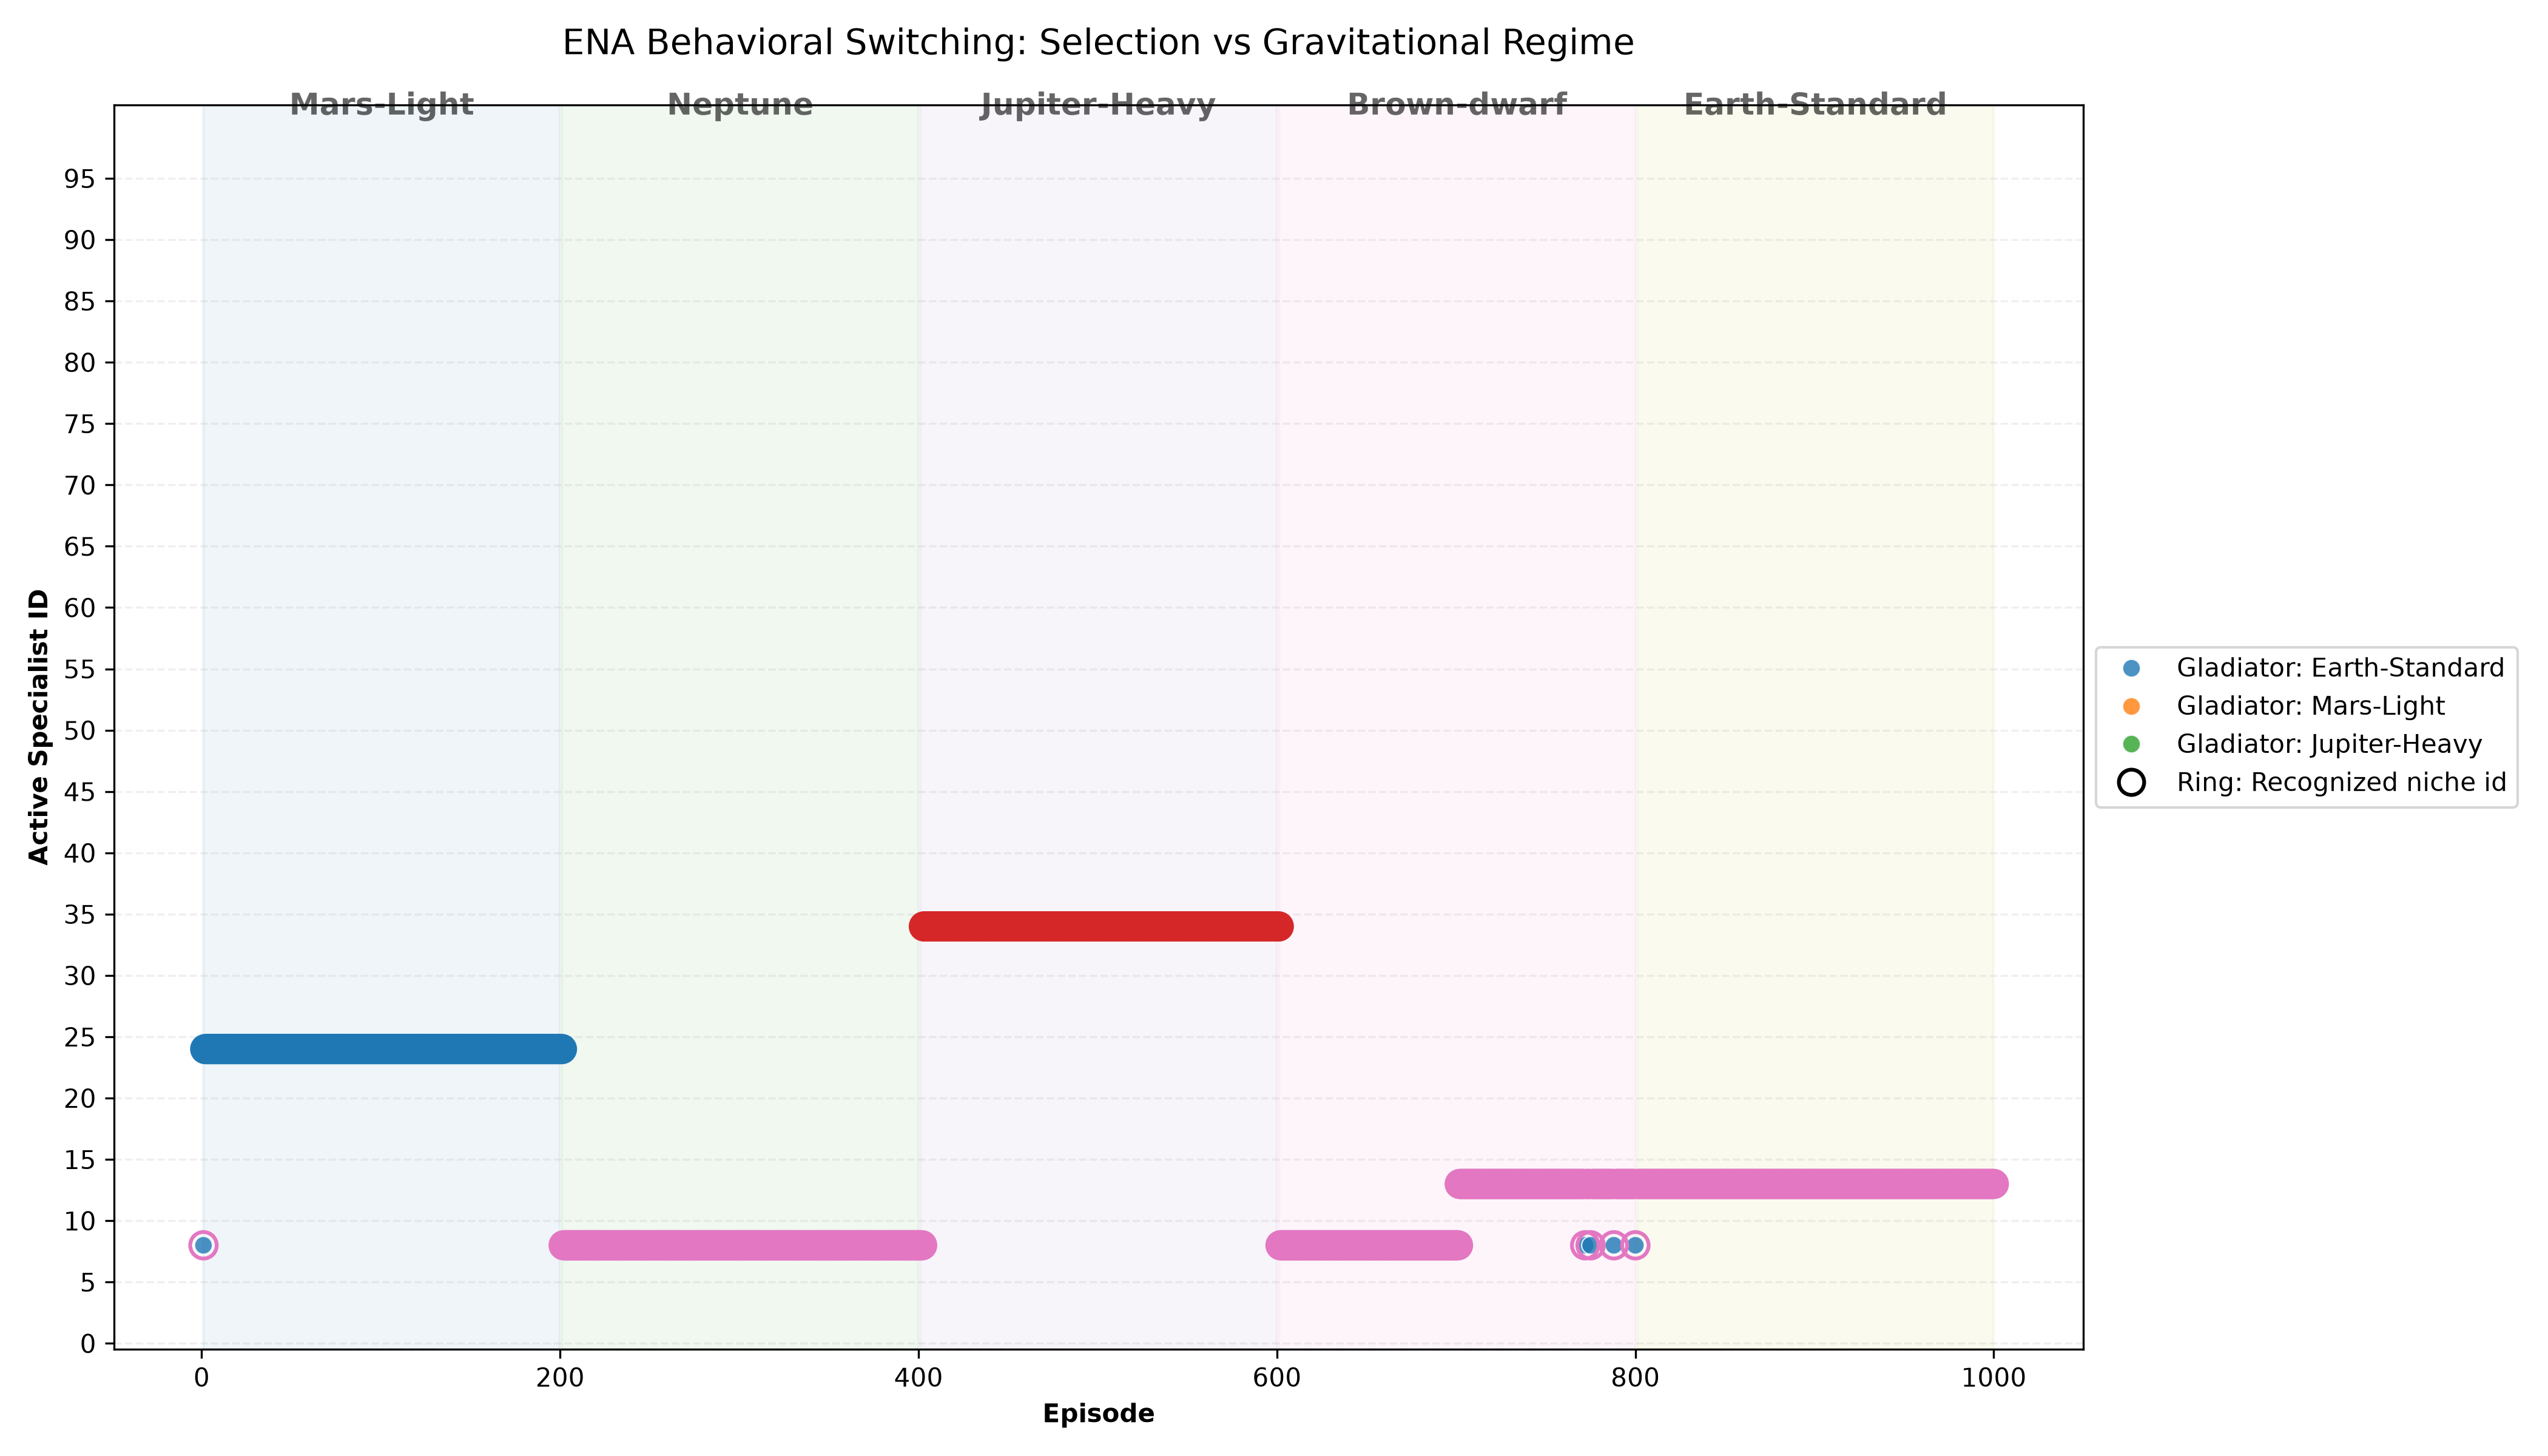 ENA Behavioral Switching: Selection vs Gravitational Regime
Mars-Light Neptune Jupiter-Heavy Brown-dwarf Earth-Standard
95
90
85
80
75
70
65
60
55
50
45
40
35
30
25
20
15
10
5
0
Active Specialist ID
0 200 400 600 800 1000
Episode
Gladiator: Earth-Standard
Gladiator: Mars-Light
Gladiator: Jupiter-Heavy
Ring: Recognized niche id